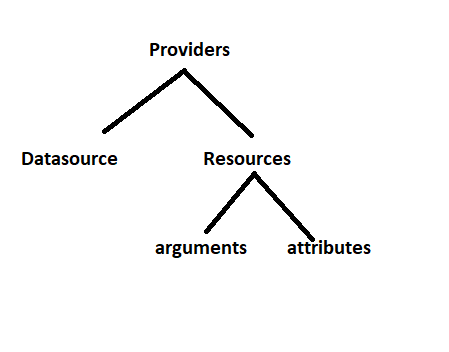 Providers
Datasource Resources
arguments attributes